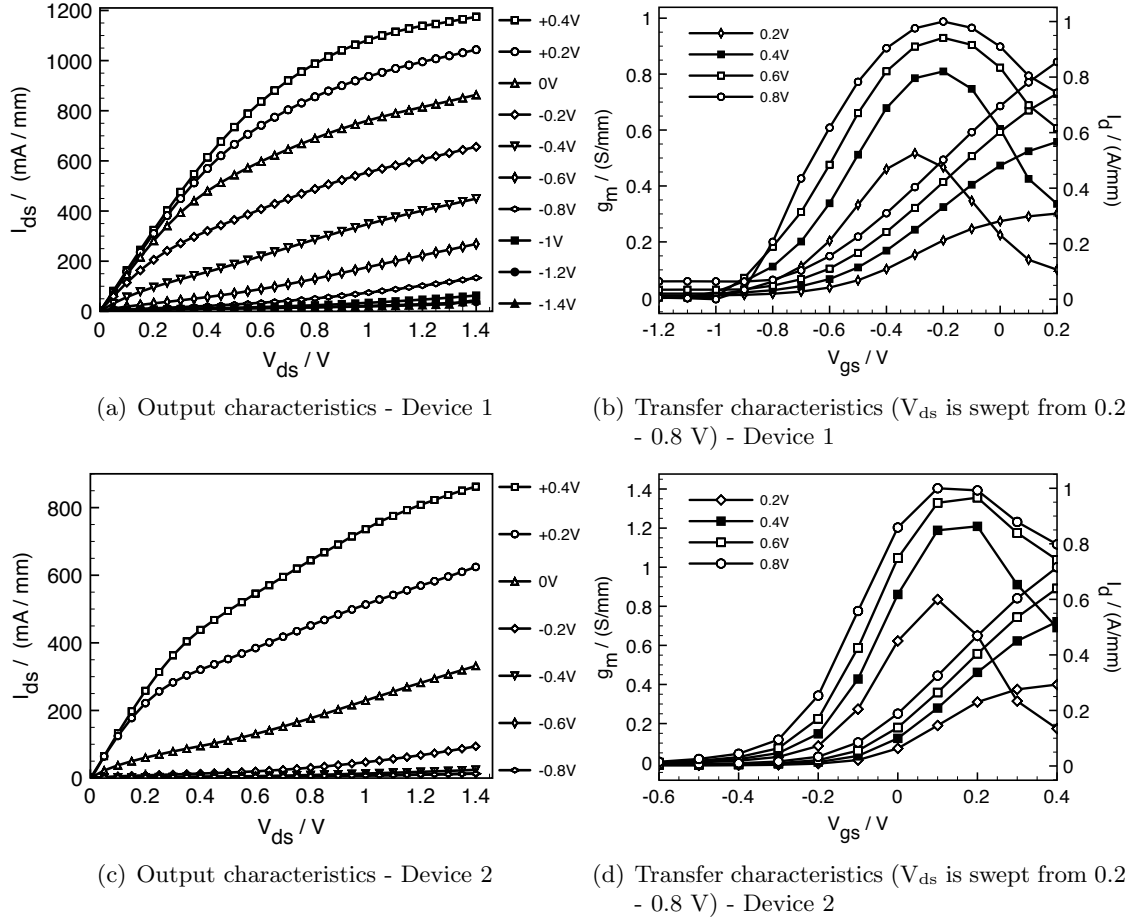 1200
1000
800
600
400
200
0
I_ds / (mA / mm)
0 0.2 0.4 0.6 0.8 1 1.2 1.4
V_ds / V
+0.4V
+0.2V
0V
-0.2V
-0.4V
-0.6V
-0.8V
-1V
-1.2V
-1.4V
(a) Output characteristics - Device 1
1
0.8
0.6
0.4
0.2
0
g_m / (S/mm)
0.2V
0.4V
0.6V
0.8V
1
0.8
0.6
0.4
0.2
0
I_d / (A/mm)
-1.2 -1 -0.8 -0.6 -0.4 -0.2 0 0.2
V_gs / V
(b) Transfer characteristics (V_ds is swept from 0.2
- 0.8 V) - Device 1
800
600
400
200
0
I_ds / (mA / mm)
0 0.2 0.4 0.6 0.8 1 1.2 1.4
V_ds / V
+0.4V
+0.2V
0V
-0.2V
-0.4V
-0.6V
-0.8V
(c) Output characteristics - Device 2
1.4
1.2
1
0.8
0.6
0.4
0.2
0
g_m / (S/mm)
0.2V
0.4V
0.6V
0.8V
1
0.8
0.6
0.4
0.2
0
I_d / (A/mm)
-0.6 -0.4 -0.2 0 0.2 0.4
V_gs / V
(d) Transfer characteristics (V_ds is swept from 0.2
- 0.8 V) - Device 2